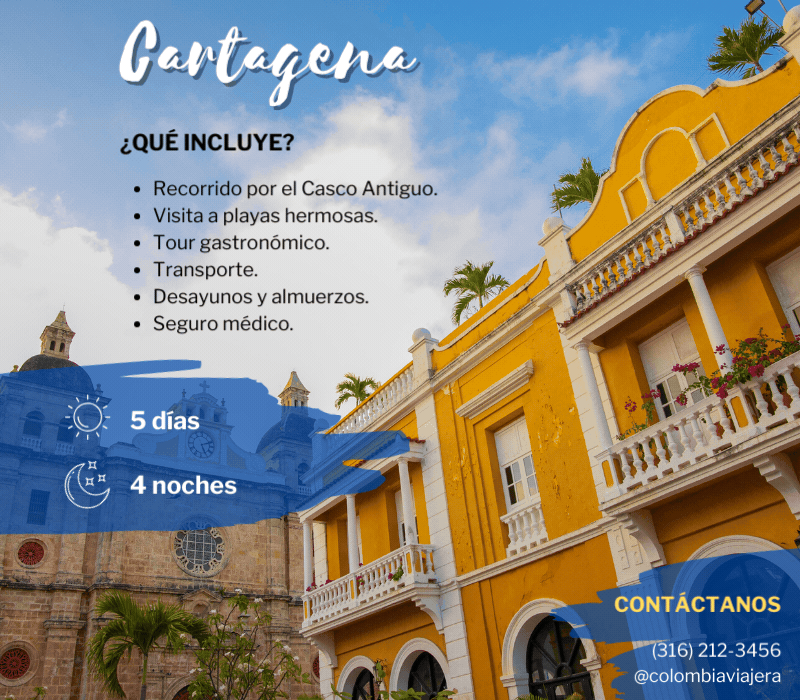 Cartagena
¿QUÉ INCLUYE?
• Recorrido por el Casco Antiguo.
• Visita a playas hermosas.
• Tour gastronómico.
• Transporte.
• Desayunos y almuerzos.
• Seguro médico.
5 días
4 noches
CONTÁCTANOS
(316) 212-3456
@colombiaviajera